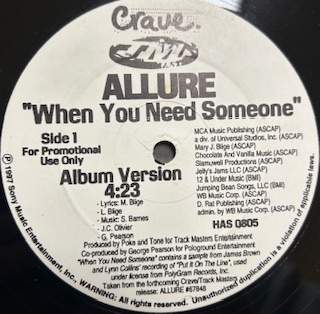 Crave.
ALLURE
"When You Need Someone"
Side 1
For Promotional
Use Only
Album Version
4:23
- Lyrics: M. Blige
L. Blige
- Music: S. Barnes
J.C. Olivier
G. Pearson
MCA Music Publishing (ASCAP)
a div. of Universal Studios, Inc. (ASCAP)
Mary J. Blige (ASCAP)
Chocolate And Vanilla Music (ASCAP)
Slamuwell Productions (ASCAP)
Jelly's Jams LLC (ASCAP)
12 & Under Music (BMI)
Jumping Bean Songs, LLC (BMI)
WB Music Corp. (ASCAP)
D. Rat Publishing (ASCAP)
admin. by WB Music Corp. (ASCAP)
HAS 0805
Produced by Poke and Tone for Track Masters Entertainment
Co-produced by George Pearson for Pologround Entertainment
"When You Need Someone" contains a sample from James Brown
and Lynn Collins' recording of "Put It On The Line", used
under license from PolyGram Records, Inc.
Taken from the forthcoming Crave/Track Masters
release: ALLURE #67848
Ⓟ 1997 Sony Music Entertainment, Inc. WARNING: All rights reserved. Unauthorized duplication is a violation of applicable laws.